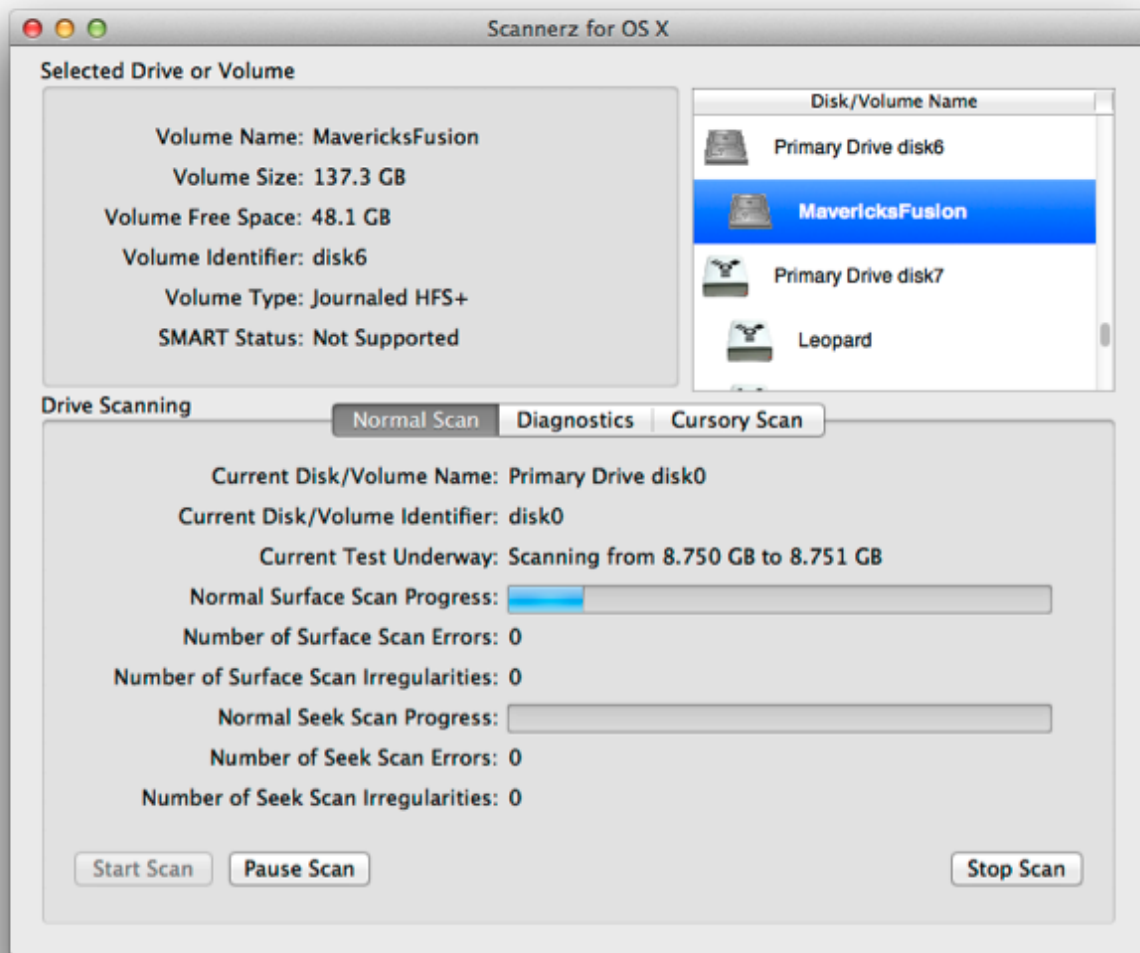 Scannerz for OS X
Selected Drive or Volume
Volume Name: MavericksFusion
Volume Size: 137.3 GB
Volume Free Space: 48.1 GB
Volume Identifier: disk6
Volume Type: Journaled HFS+
SMART Status: Not Supported
Disk/Volume Name
Primary Drive disk6
MavericksFusion
Primary Drive disk7
Leopard
Drive Scanning
Normal Scan Diagnostics Cursory Scan
Current Disk/Volume Name: Primary Drive disk0
Current Disk/Volume Identifier: disk0
Current Test Underway: Scanning from 8.750 GB to 8.751 GB
Normal Surface Scan Progress:
Number of Surface Scan Errors: 0
Number of Surface Scan Irregularities: 0
Normal Seek Scan Progress:
Number of Seek Scan Errors: 0
Number of Seek Scan Irregularities: 0
Start Scan Pause Scan Stop Scan